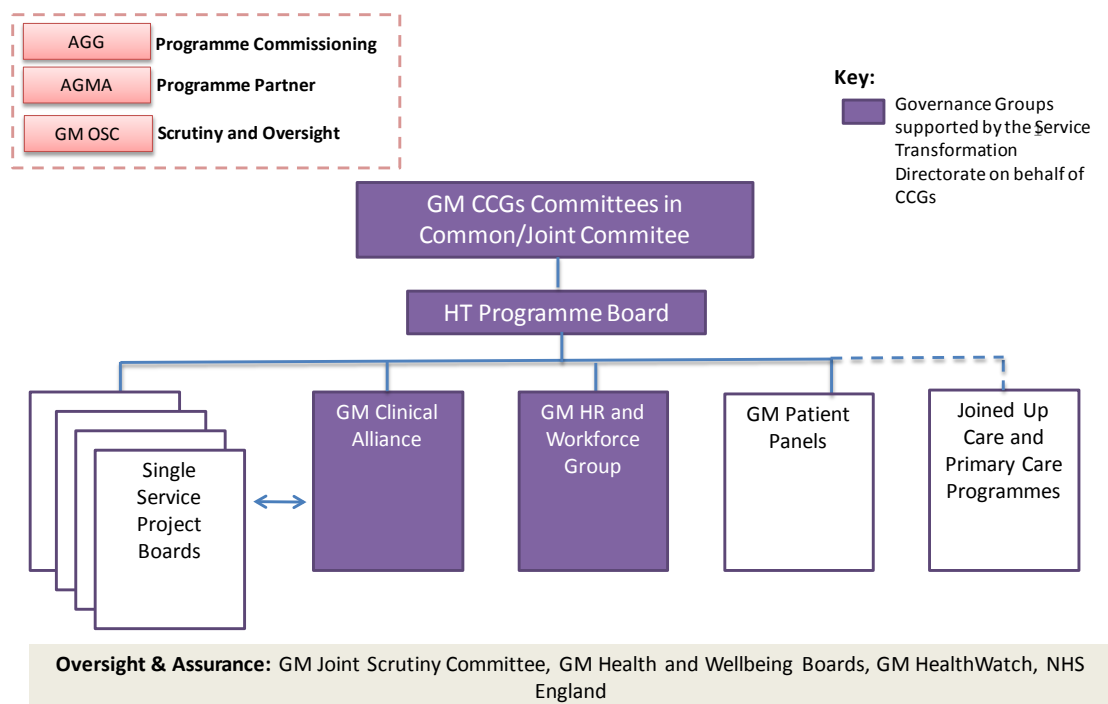 AGG
Programme Commissioning
AGMA
Programme Partner
GM OSC
Scrutiny and Oversight
Key:
Governance Groups
supported by the Service
Transformation
Directorate on behalf of
CCGs
GM CCGs Committees in
Common/Joint Commitee
HT Programme Board
Single
Service
Project
Boards
GM Clinical
Alliance
GM HR and
Workforce
Group
GM Patient
Panels
Joined Up
Care and
Primary Care
Programmes
Oversight & Assurance: GM Joint Scrutiny Committee, GM Health and Wellbeing Boards, GM HealthWatch, NHS
England